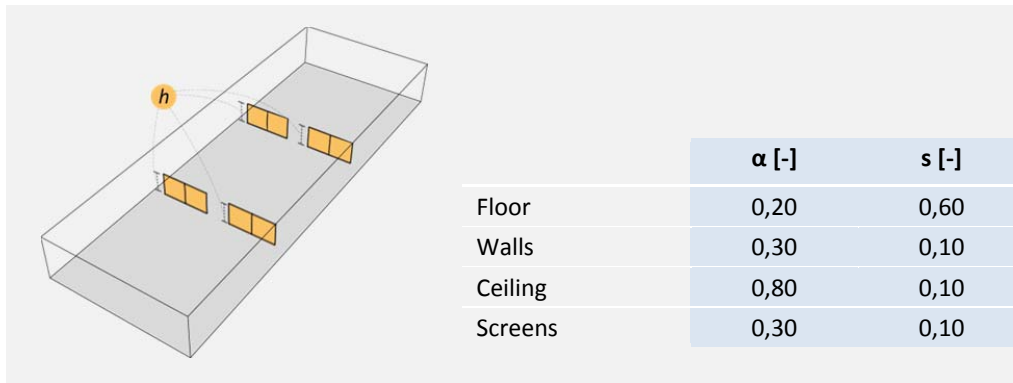 h
α [-] s [-]
Floor 0,20 0,60
Walls 0,30 0,10
Ceiling 0,80 0,10
Screens 0,30 0,10